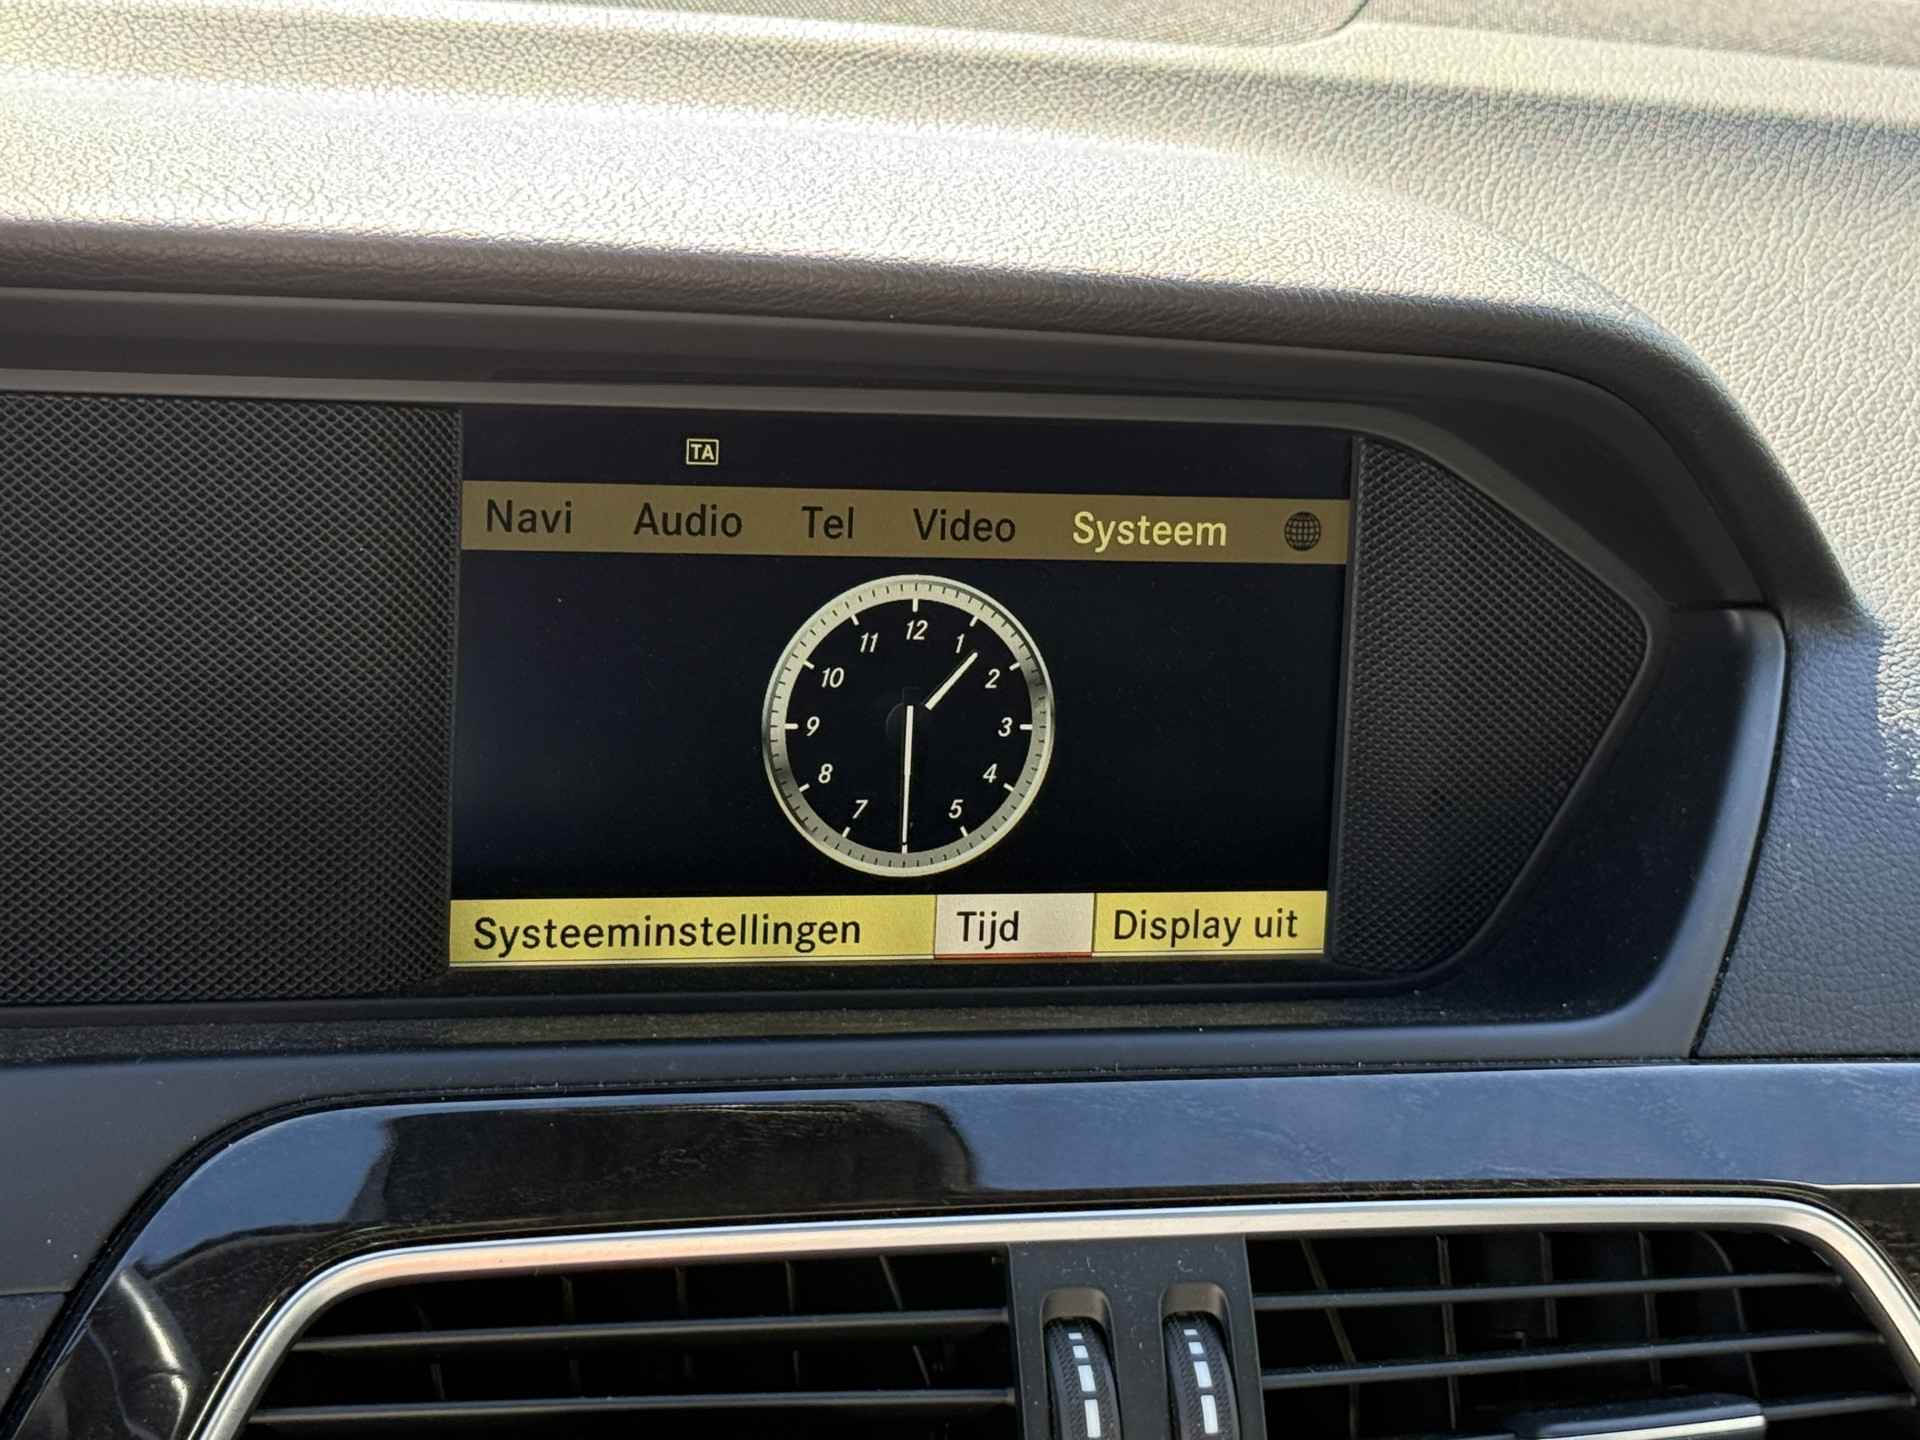 TA
Navi Audio Tel Video Systeem
12
11 1
10 2
9 3
8 4
7 5
Systeeminstellingen Tijd Display uit